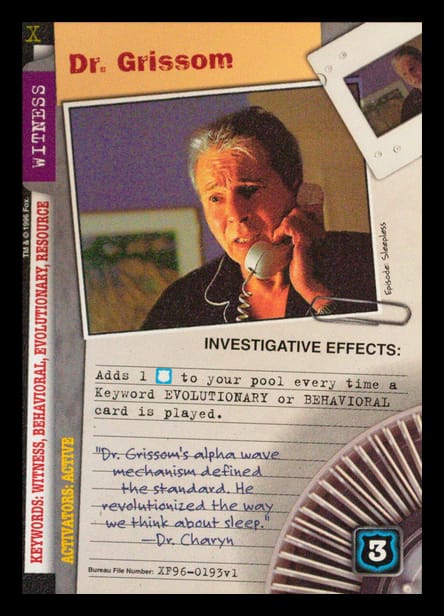 X
Dr. Grissom
WITNESS
TM & © 1996 Fox.
KEYWORDS: WITNESS, BEHAVIORAL, EVOLUTIONARY, RESOURCE
ACTIVATORS: ACTIVE
Episode: Sleepless
INVESTIGATIVE EFFECTS:
Adds 1 to your pool every time a
Keyword EVOLUTIONARY or BEHAVIORAL
card is played.
"Dr. Grissom's alpha wave
mechanism defined
the standard. He
revolutionized the way
we think about sleep."
—Dr. Charyn
Bureau File Number: XF96-0193v1
3